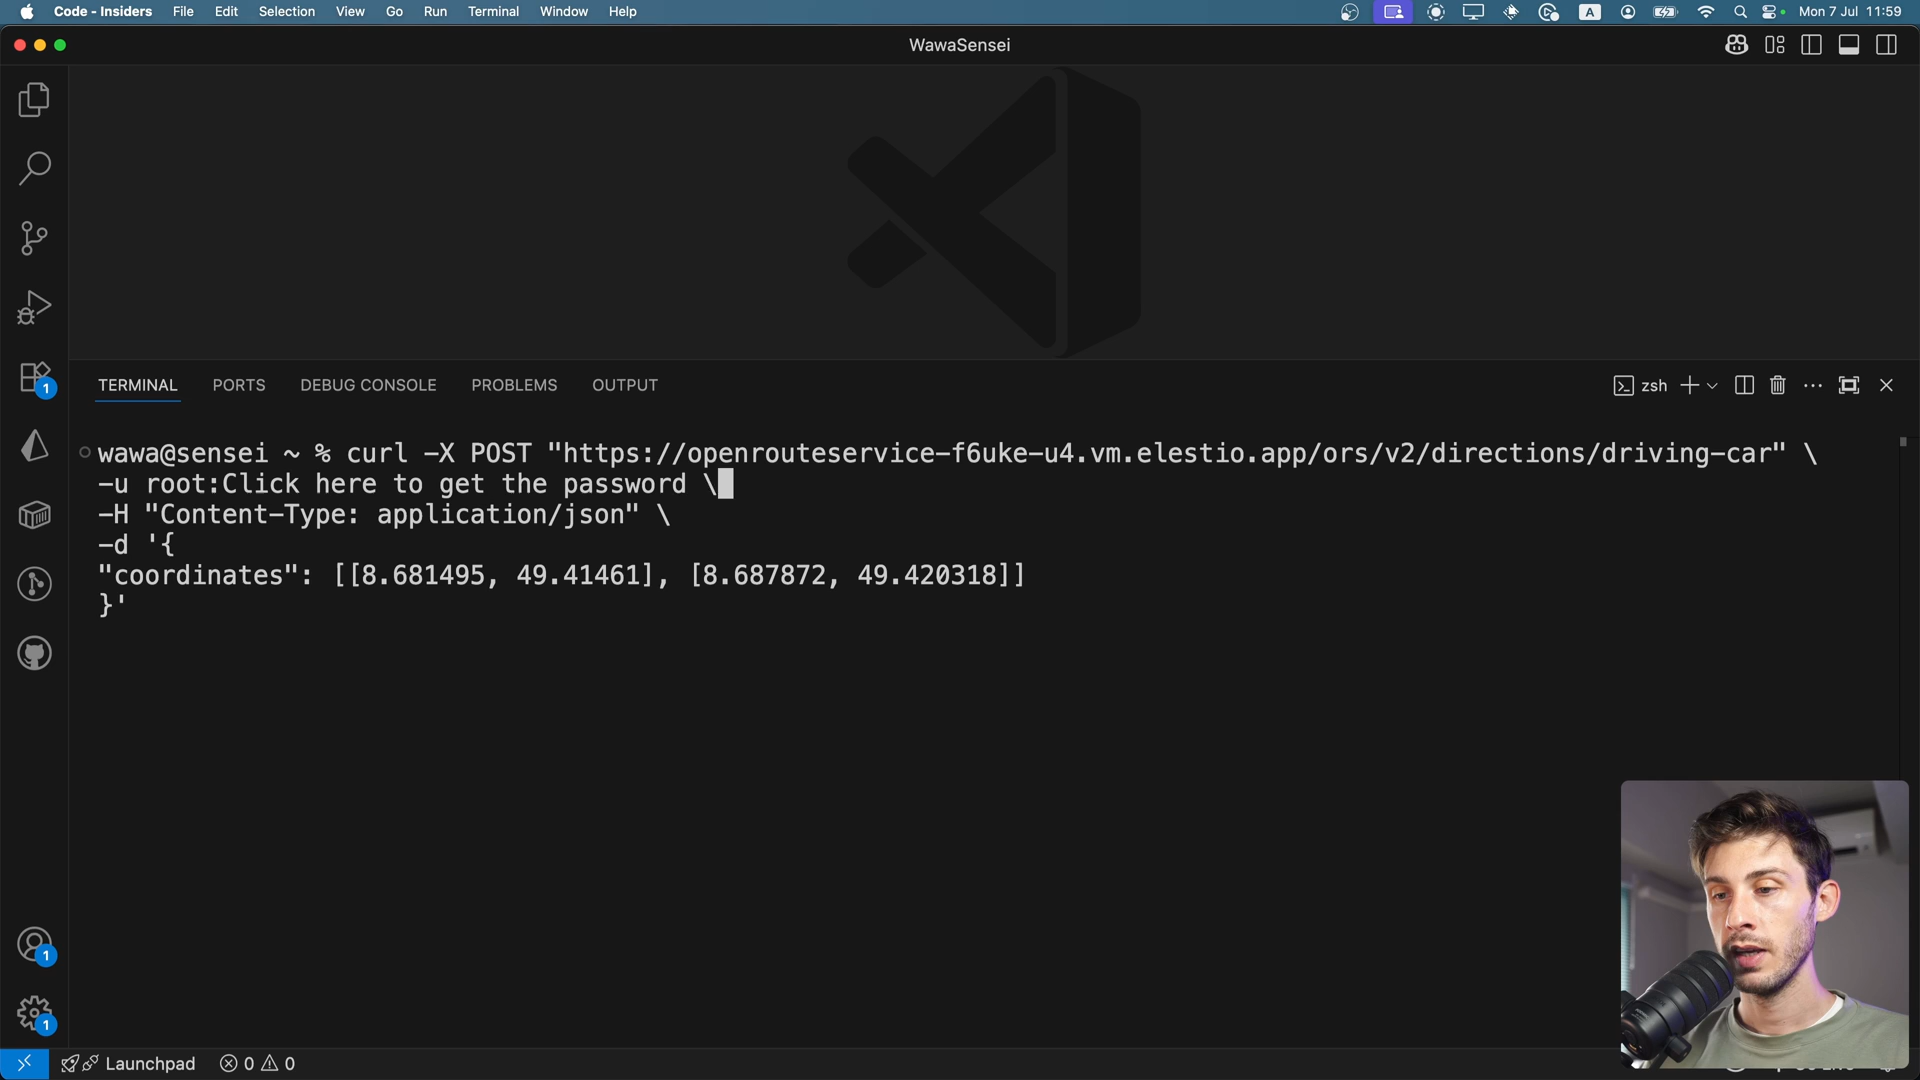 Code - Insiders File Edit Selection View Go Run Terminal Window Help A Mon 7 Jul 11:59
WawaSensei
TERMINAL PORTS DEBUG CONSOLE PROBLEMS OUTPUT zsh
wawa@sensei ~ % curl -X POST "https://openrouteservice-f6uke-u4.vm.elestio.app/ors/v2/directions/driving-car" \
-u root:Click here to get the password \
-H "Content-Type: application/json" \
-d '{
"coordinates": [[8.681495, 49.41461], [8.687872, 49.420318]]
}'
1
1
1
Launchpad 0 0